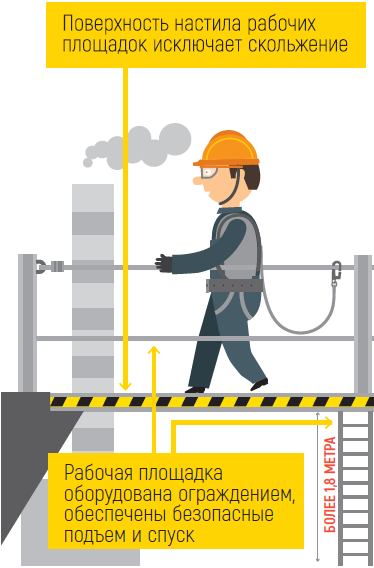 Поверхность настила рабочих
площадок исключает скольжение
БОЛЕЕ 1,8 МЕТРА
Рабочая площадка
оборудована ограждением,
обеспечены безопасные
подъем и спуск